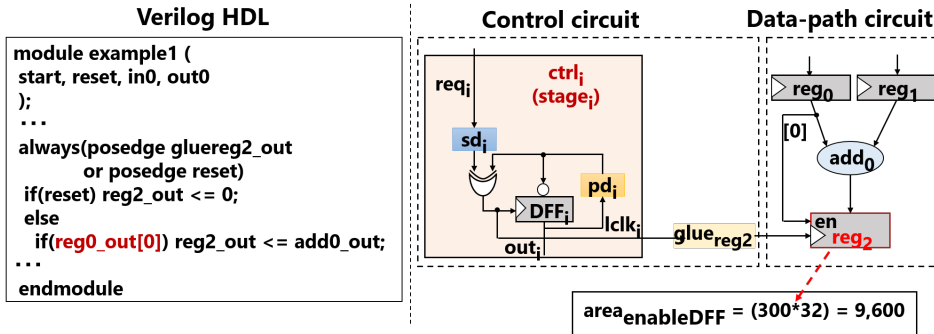 Verilog HDL
module example1 (
start, reset, in0, out0
);
...
always(posedge gluereg2_out
or posedge reset)
if(reset) reg2_out <= 0;
else
if(reg0_out[0]) reg2_out <= add0_out;
...
endmodule
Control circuit
ctrli
(stagei)
reqi
sdi
pdi
DFFi
lclki
outi
gluereg2
Data-path circuit
reg0
reg1
[0]
add0
en
reg2
areaenableDFF = (300*32) = 9,600